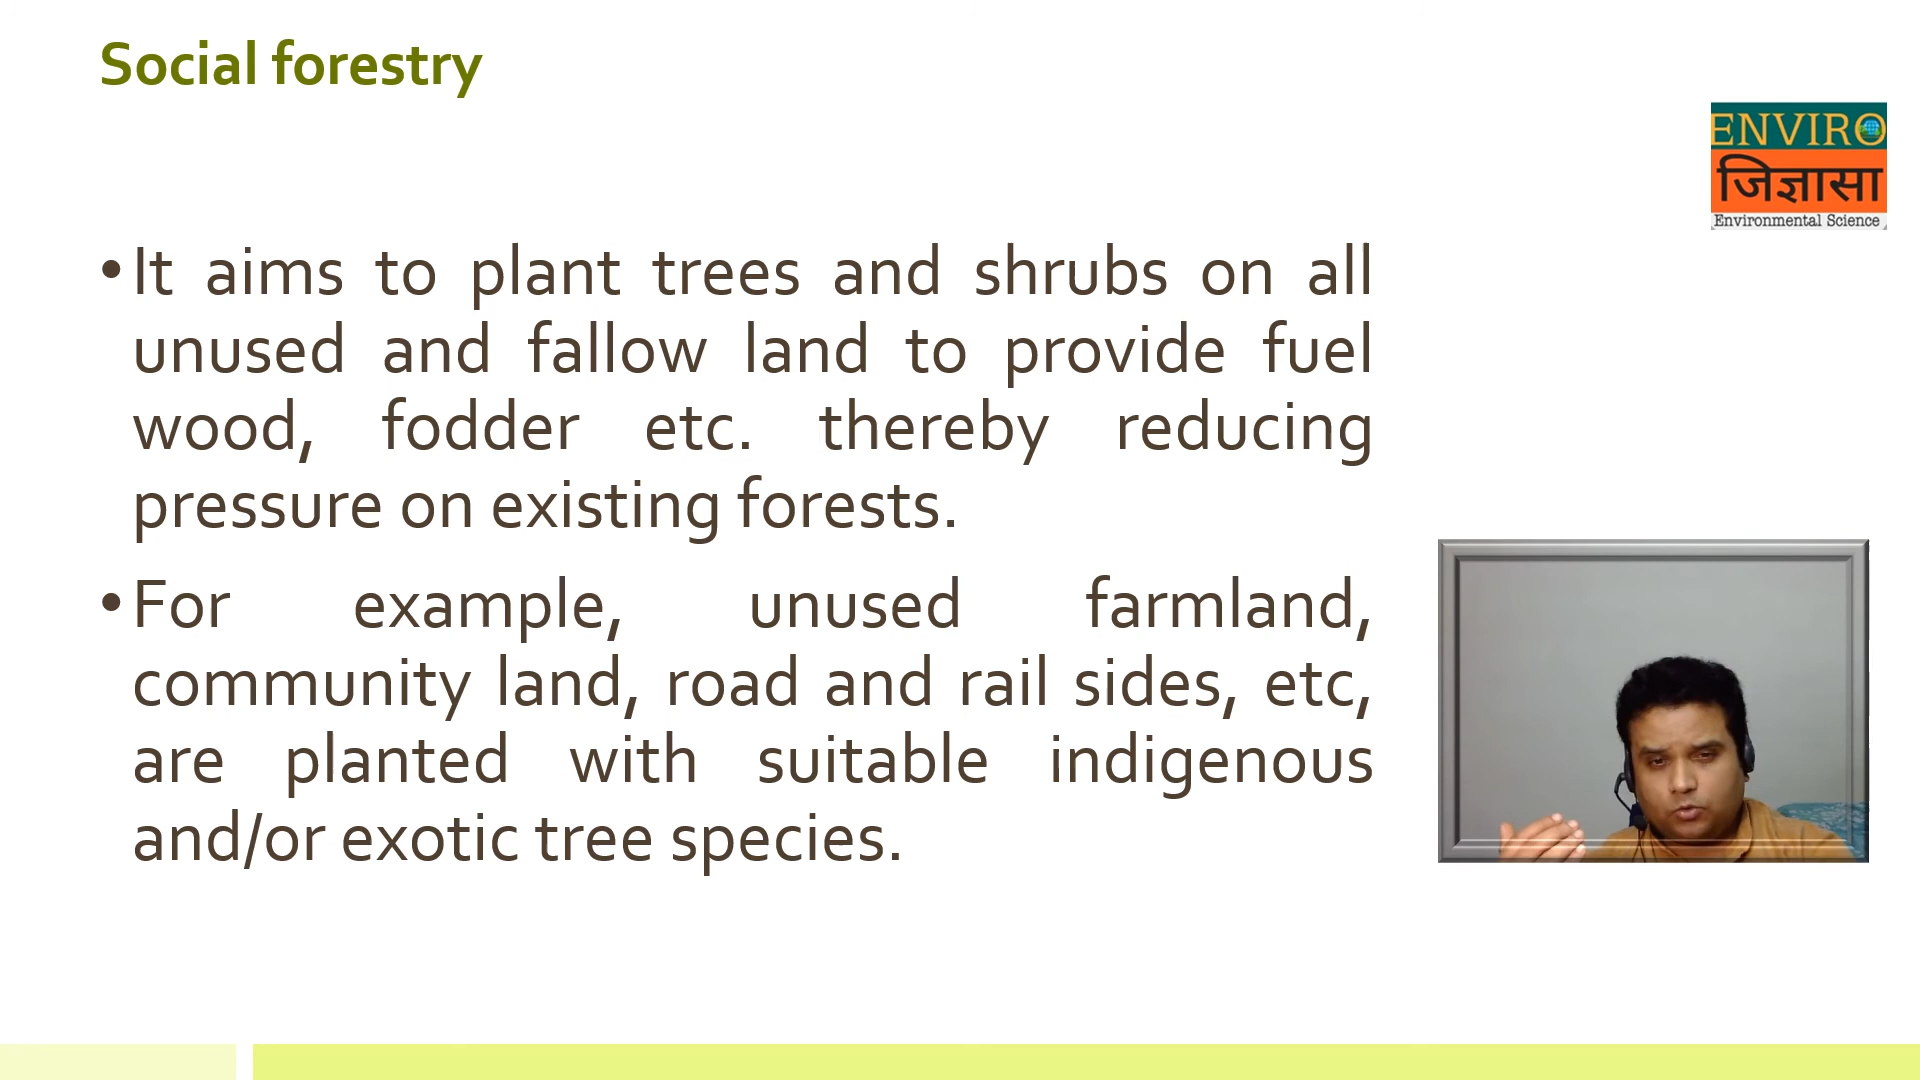 Social forestry
ENVIRO
जिज्ञासा
Environmental Science
•It aims to plant trees and shrubs on all
unused and fallow land to provide fuel
wood, fodder etc. thereby reducing
pressure on existing forests.
•For example, unused farmland,
community land, road and rail sides, etc,
are planted with suitable indigenous
and/or exotic tree species.